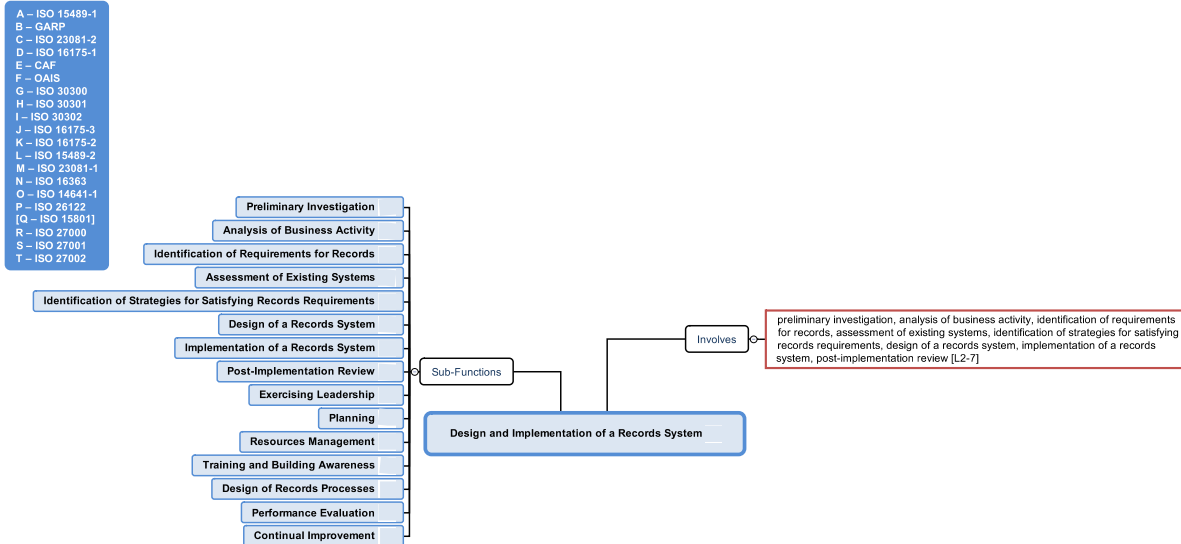 A – ISO 15489-1
B – GARP
C – ISO 23081-2
D – ISO 16175-1
E – CAF
F – OAIS
G – ISO 30300
H – ISO 30301
I – ISO 30302
J – ISO 16175-3
K – ISO 16175-2
L – ISO 15489-2
M – ISO 23081-1
N – ISO 16363
O – ISO 14641-1
P – ISO 26122
[Q – ISO 15801]
R – ISO 27000
S – ISO 27001
T – ISO 27002
Preliminary Investigation
Analysis of Business Activity
Identification of Requirements for Records
Assessment of Existing Systems
Identification of Strategies for Satisfying Records Requirements
Design of a Records System
Implementation of a Records System
Post-Implementation Review
Exercising Leadership
Planning
Resources Management
Training and Building Awareness
Design of Records Processes
Performance Evaluation
Continual Improvement
Sub-Functions
Design and Implementation of a Records System
Involves
preliminary investigation, analysis of business activity, identification of requirements
for records, assessment of existing systems, identification of strategies for satisfying
records requirements, design of a records system, implementation of a records
system, post-implementation review [L2-7]